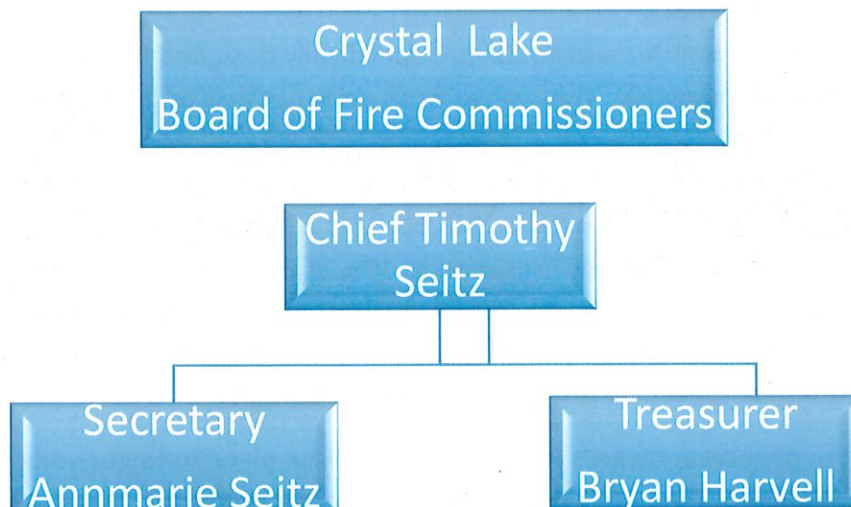 Crystal Lake
Board of Fire Commissioners
Chief Timothy
Seitz
Secretary
Annmarie Seitz
Treasurer
Bryan Harvell